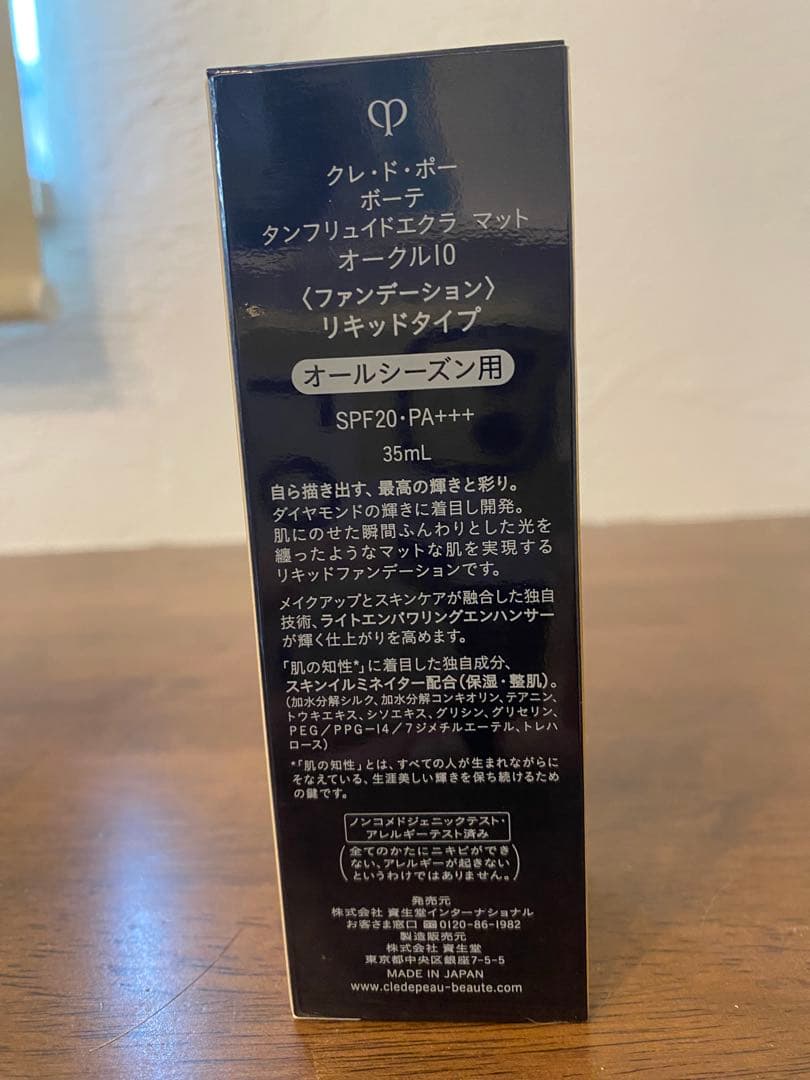 クレ・ド・ポー
ボーテ
タンフリュイドエクラ マット
オークル10
〈ファンデーション〉
リキッドタイプ
オールシーズン用
SPF20・PA+++
35mL
自ら描き出す、最高の輝きと彩り。
ダイヤモンドの輝きに着目し開発。
肌にのせた瞬間ふんわりとした光を
纏ったようなマットな肌を実現する
リキッドファンデーションです。
メイクアップとスキンケアが融合した独自
技術、ライトエンパワリングエンハンサー
が輝く仕上がりを高めます。
「肌の知性*」に着目した独自成分、
スキンイルミネイター配合(保湿・整肌)。
(加水分解シルク、加水分解コンキオリン、テアニン、
トウキエキス、シソエキス、グリシン、グリセリン、
PEG/PPG-14/7ジメチルエーテル、トレハ
ロース)
*「肌の知性」とは、すべての人が生まれながらに
そなえている、生涯美しい輝きを保ち続けるため
の鍵です。
ノンコメドジェニックテスト・
アレルギーテスト済み
(全てのかたにニキビができ
ない、アレルギーが起きない
というわけではありません。)
発売元
株式会社 資生堂インターナショナル
お客さま窓口 0120-86-1982
製造販売元
株式会社 資生堂
東京都中央区銀座7-5-5
MADE IN JAPAN
www.cledepeau-beaute.com